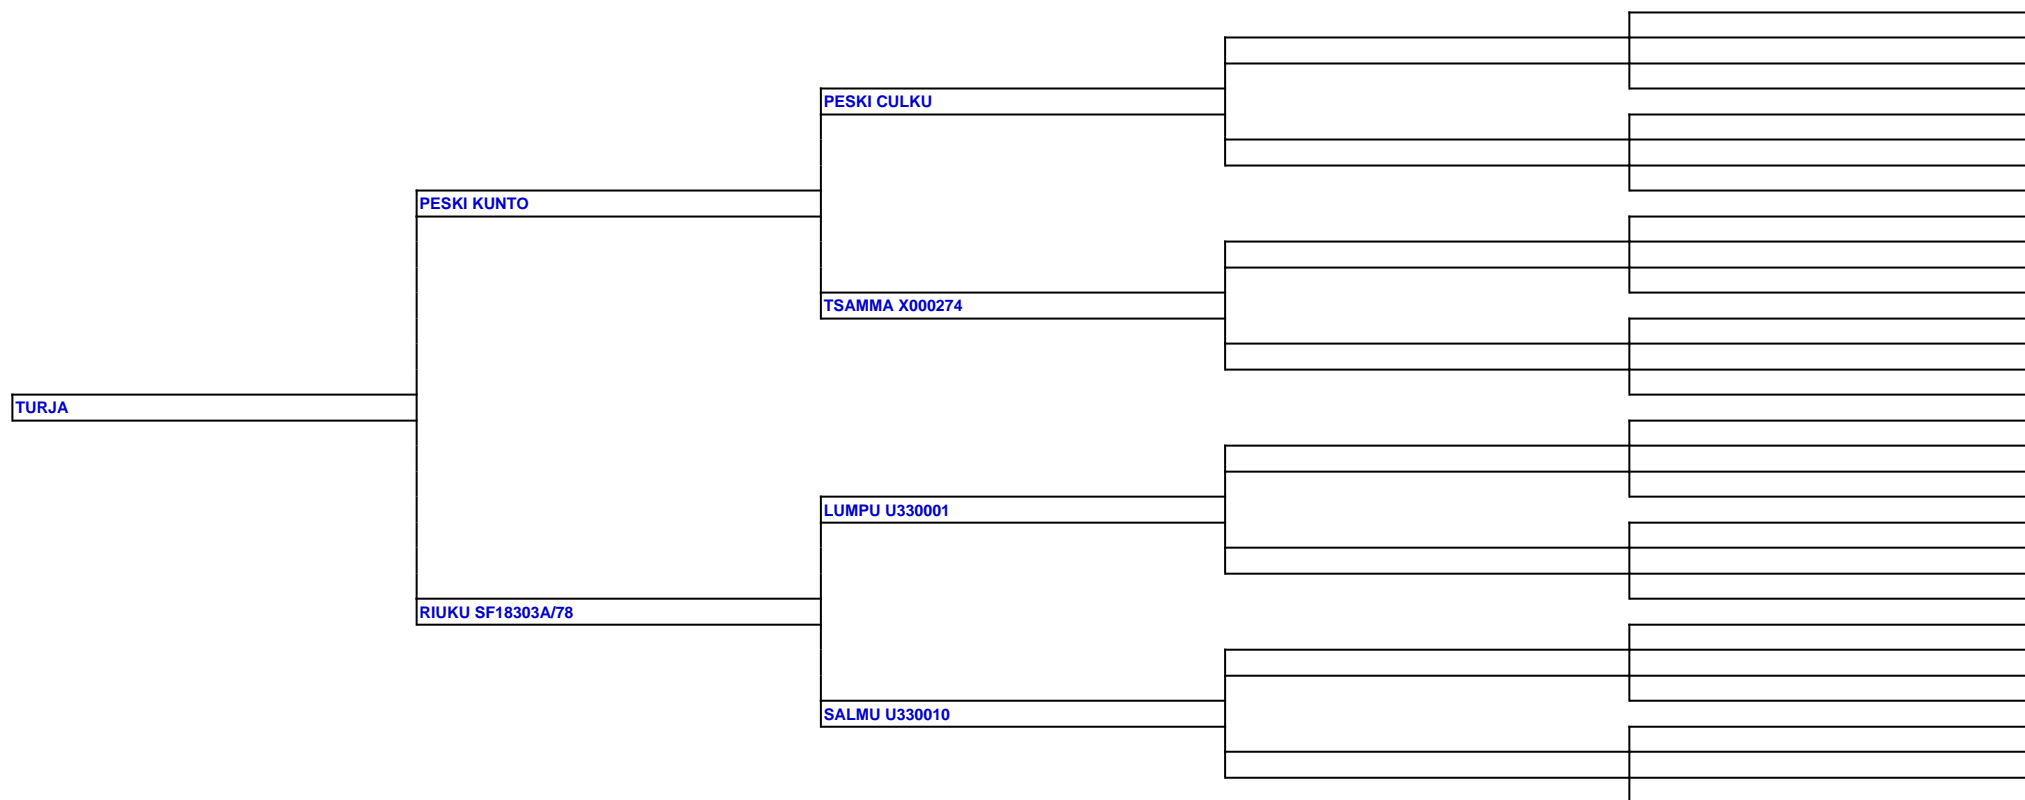 PESKI CULKU
PESKI KUNTO
TSAMMA X000274
TURJA
LUMPU U330001
RIUKU SF18303A/78
SALMU U330010